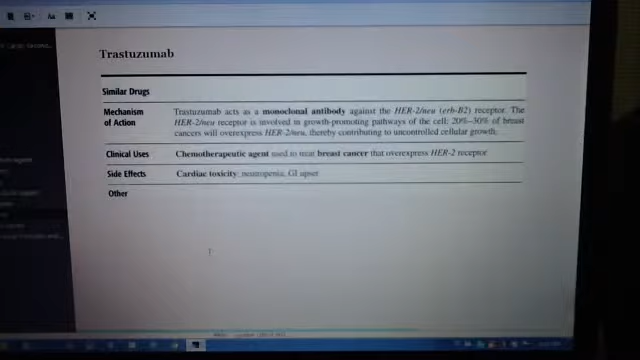 Trastuzumab
Similar Drugs
Mechanism
of Action
Trastuzumab acts as a monoclonal antibody against the HER-2/neu (erb-B2) receptor. The
HER-2/neu receptor is involved in growth-promoting pathways of the cell; 20%–30% of breast
cancers will overexpress HER-2/neu, thereby contributing to uncontrolled cellular growth.
Clinical Uses Chemotherapeutic agent used to treat breast cancer that overexpress HER-2 receptor
Side Effects Cardiac toxicity, neutropenia, GI upset
Other